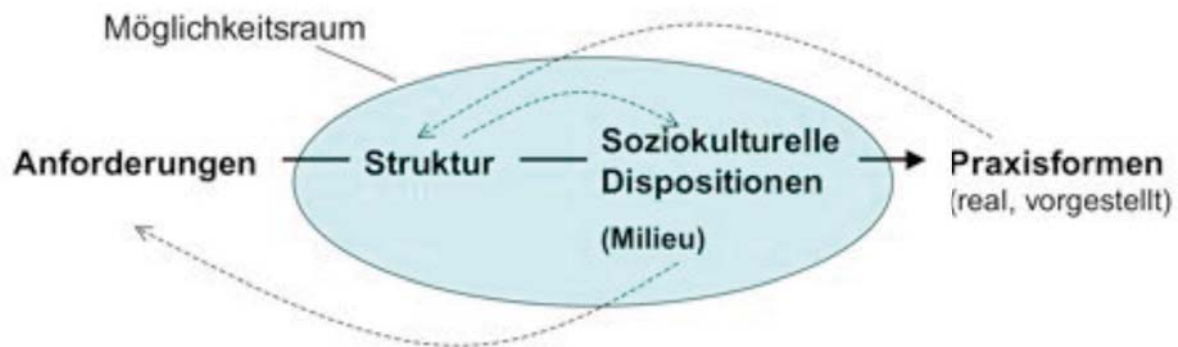 Möglichkeitsraum
Anforderungen
Struktur
Soziokulturelle
Dispositionen
(Milieu)
Praxisformen
(real, vorgestellt)